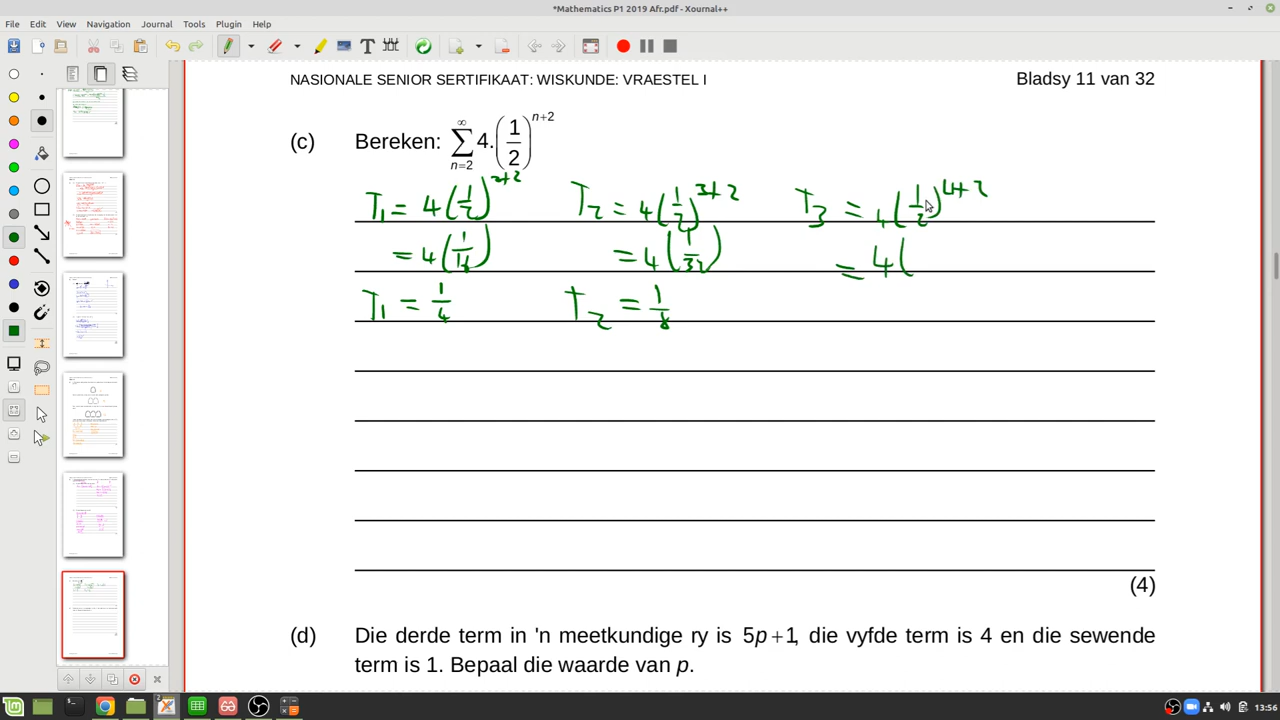 *Mathematics P1 2019 Afr.pdf - Xournal++
File Edit View Navigation Journal Tools Plugin Help
NASIONALE SENIOR SERTIFIKAAT: WISKUNDE: VRAESTEL I Bladsy 11 van 32
(c) Bereken: ∑_{n=2}^{∞} 4.(1/2)^{n+2}
T₁ = 4(1/2)^{2+2} T₂ = 4(1/2)^{3+2} T₃ = 4(1/2)^{4+2}
= 4(1/16) = 4(1/32) = 4(
T₁ = 1/4 T₂ = 1/8
(4)
(d) Die derde term in 'n meetkundige ry is 5p+1, die vyfde term is 4 en die sewende
term is 1. Bepaal die waarde van p.
13:56